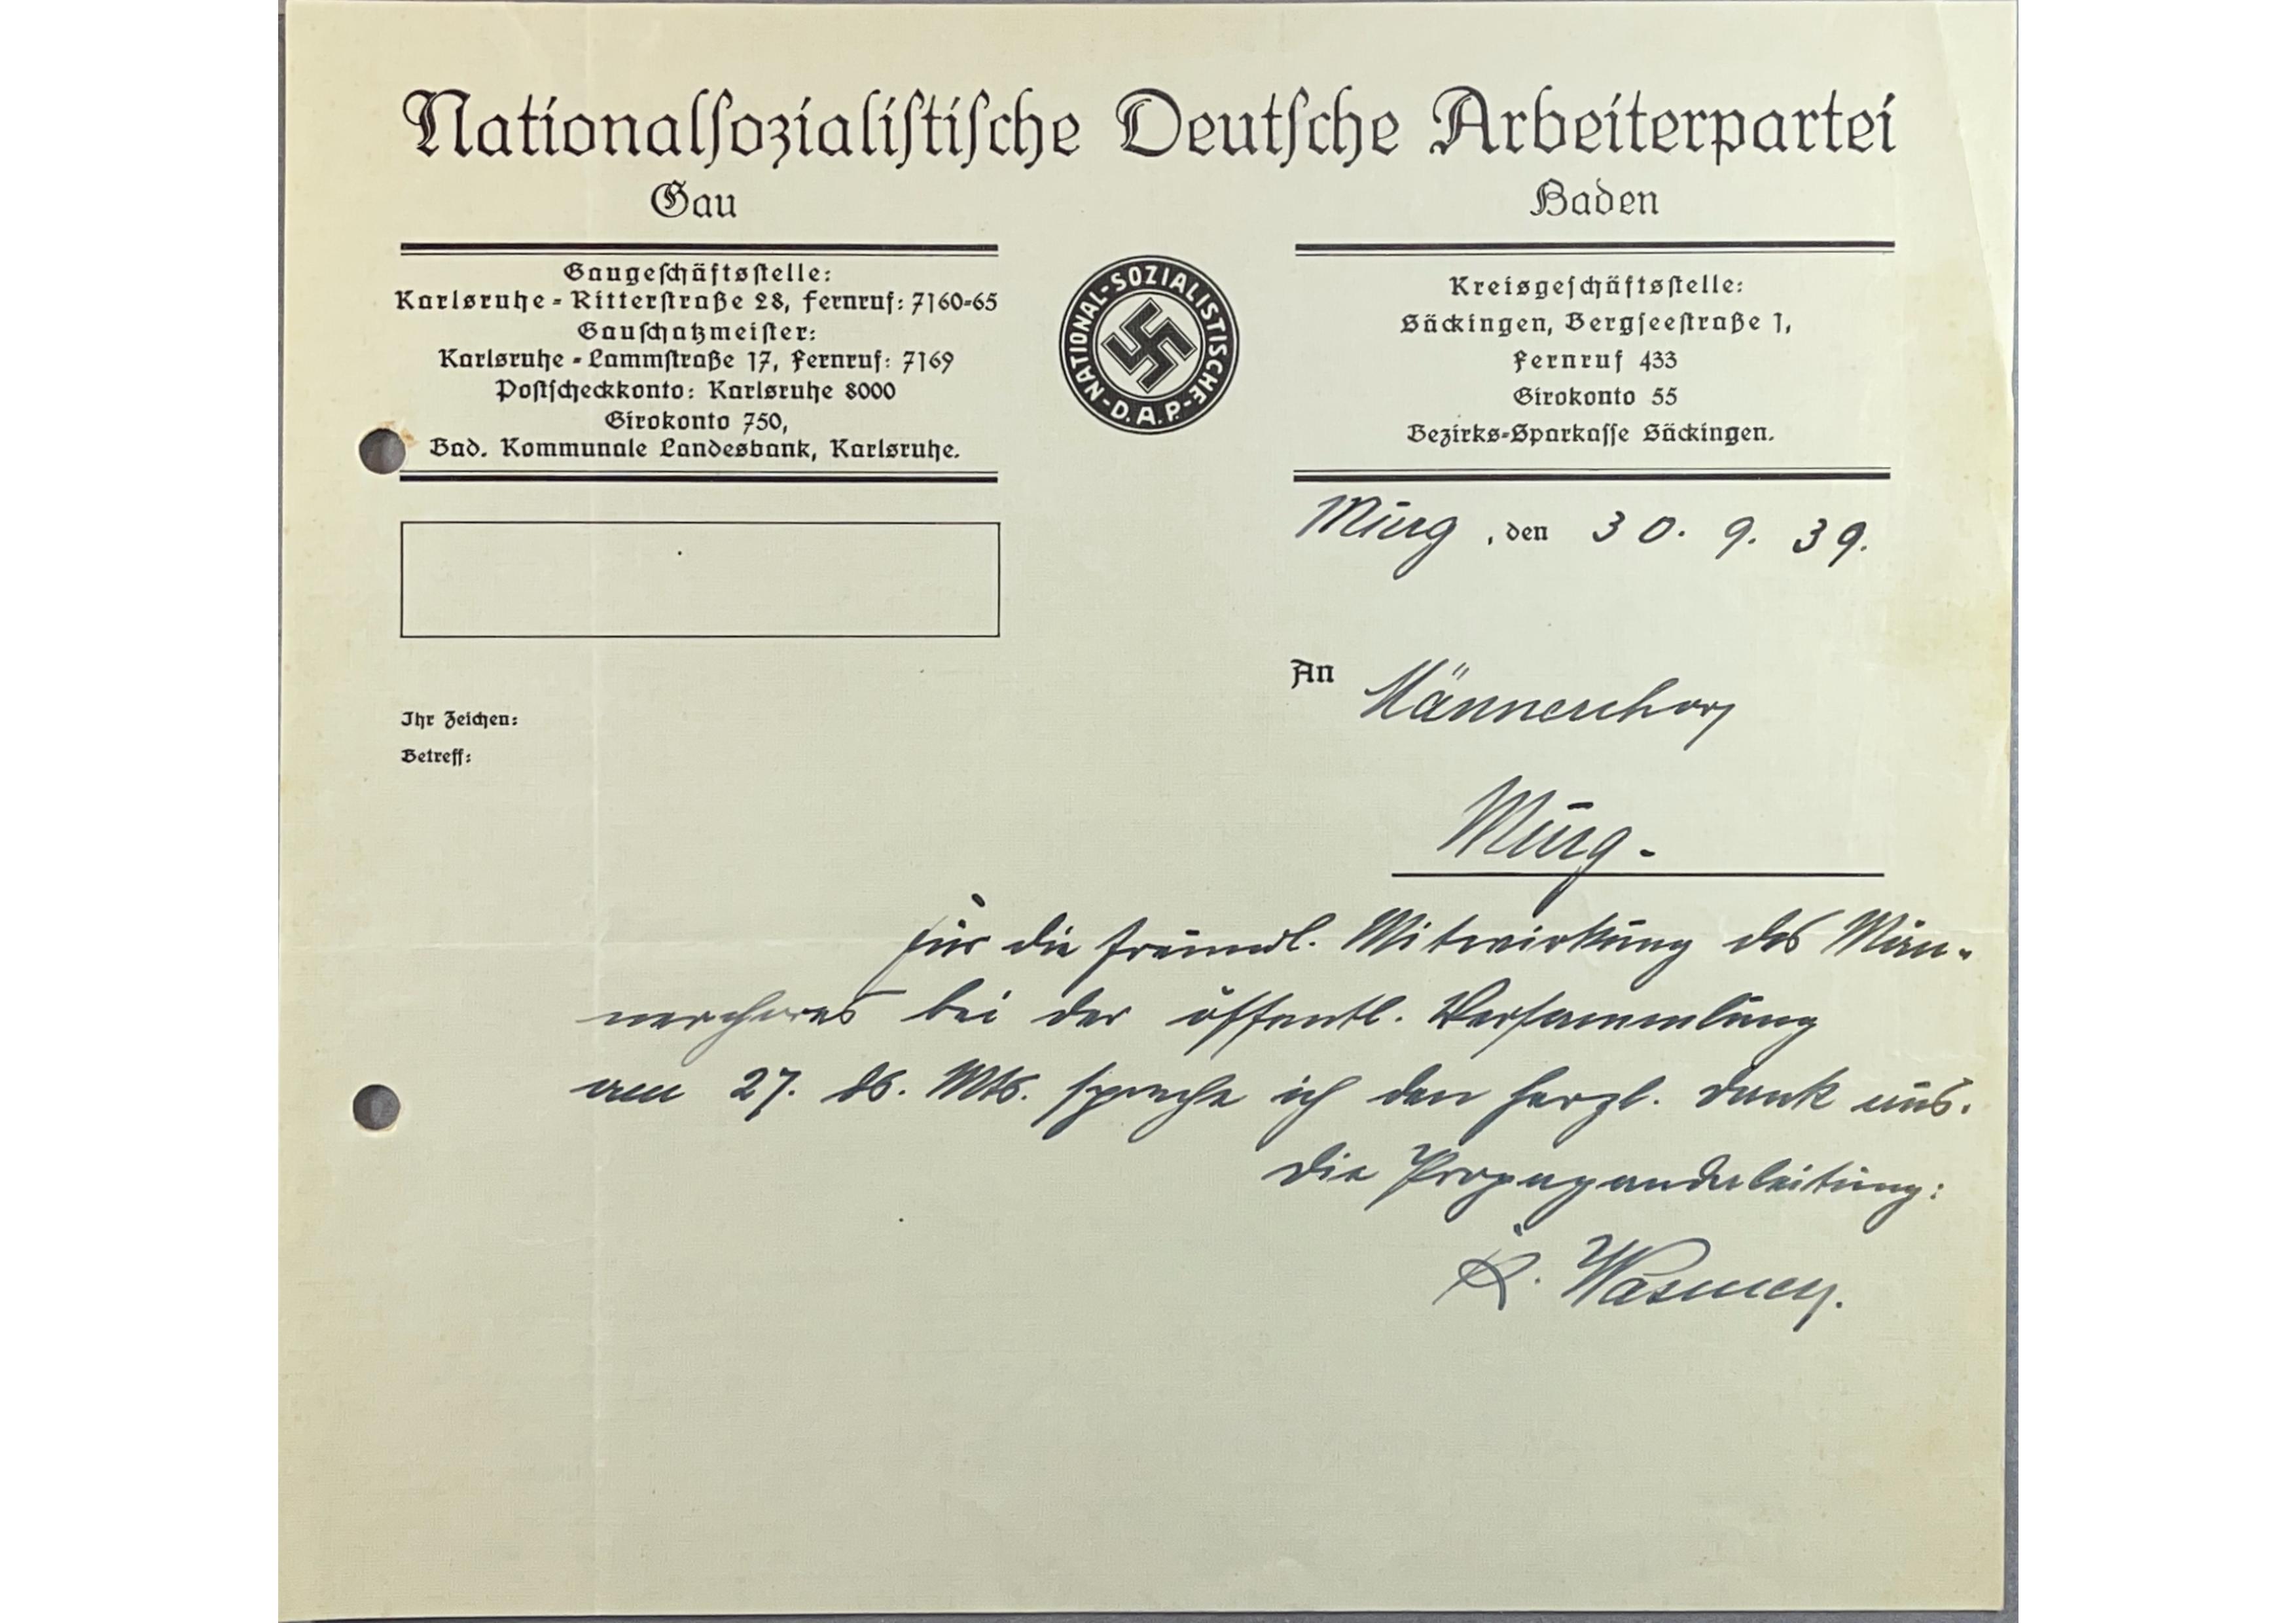 Nationalsozialistische Deutsche Arbeiterpartei
Gau Baden
Gaugeschäftsstelle:
Karlsruhe - Ritterstraße 28, Fernruf: 7160-65
Gauschatzmeister:
Karlsruhe - Lammstraße 17, Fernruf: 7169
Postscheckkonto: Karlsruhe 8000
Girokonto 750,
Bad. Kommunale Landesbank, Karlsruhe.
NATIONAL-SOZIALISTISCHE-D.A.P.-
Kreisgeschäftsstelle:
Säckingen, Bergseestraße 1,
Fernruf 433
Girokonto 55
Bezirks-Sparkasse Säckingen.
Murg, den 30. 9. 39.
An Männerchor
Murg.
Ihr Zeichen:
Betreff:
Für die freundl. Mitwirkung des Män-
nerchores bei der öffentl. Versammlung
am 27. ds. Mts. spreche ich den herzl. Dank aus.
Die Propagandaleitung:
K. Wasmer.